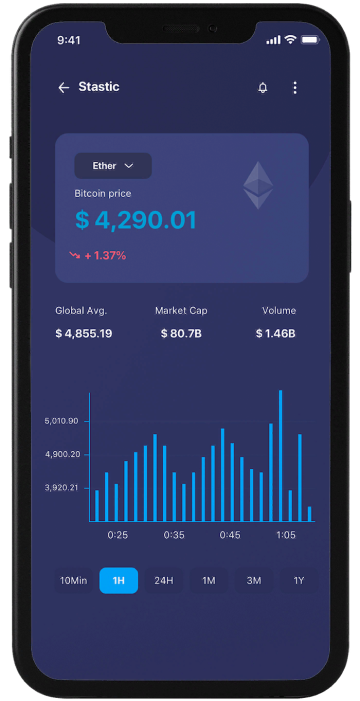 9:41
Stastic
Ether
Bitcoin price
$ 4,290.01
+ 1.37%
Global Avg. Market Cap Volume
$ 4,855.19 $ 80.7B $ 1.46B
5,010.90
4,900.20
3,920.21
0:25 0:35 0:45 1:05
10Min 1H 24H 1M 3M 1Y